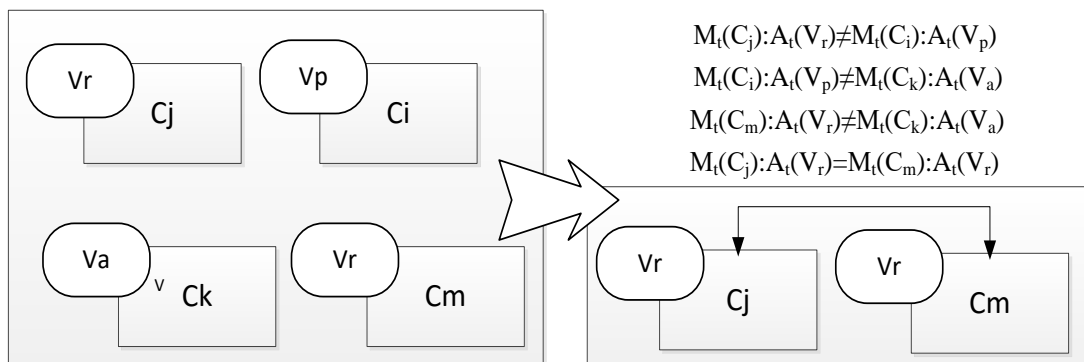 Vr
Cj
Vp
Ci
Va
v
Ck
Vr
Cm
Mt(Cj):At(Vr)≠Mt(Ci):At(Vp)
Mt(Ci):At(Vp)≠Mt(Ck):At(Va)
Mt(Cm):At(Vr)≠Mt(Ck):At(Va)
Mt(Cj):At(Vr)=Mt(Cm):At(Vr)
Vr
Cj
Vr
Cm